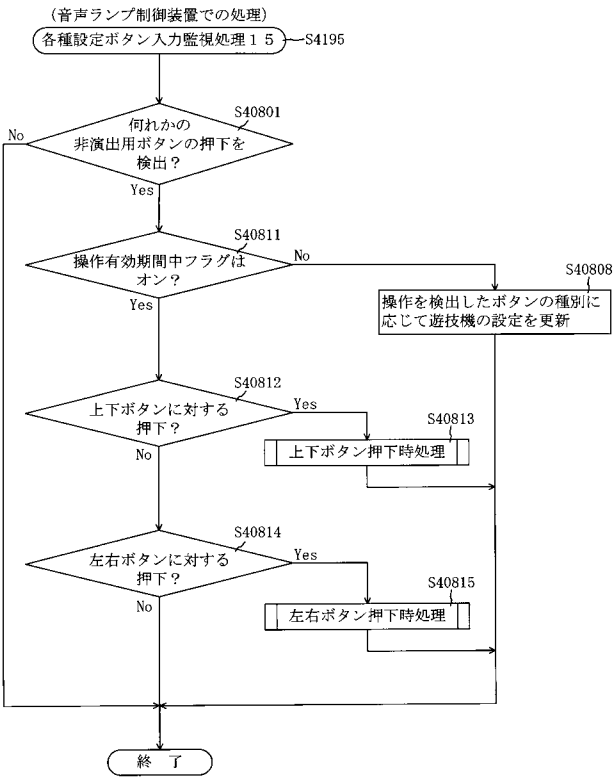 (音声ランプ制御装置での処理)
各種設定ボタン入力監視処理15
S4195
S40801
何れかの
非演出用ボタンの押下を
検出?
No
Yes
S40811
操作有効期間中フラグは
オン?
No
Yes
S40808
操作を検出したボタンの種別に
応じて遊技機の設定を更新
S40812
上下ボタンに対する
押下?
Yes
No
S40813
上下ボタン押下時処理
S40814
左右ボタンに対する
押下?
Yes
No
S40815
左右ボタン押下時処理
終 了